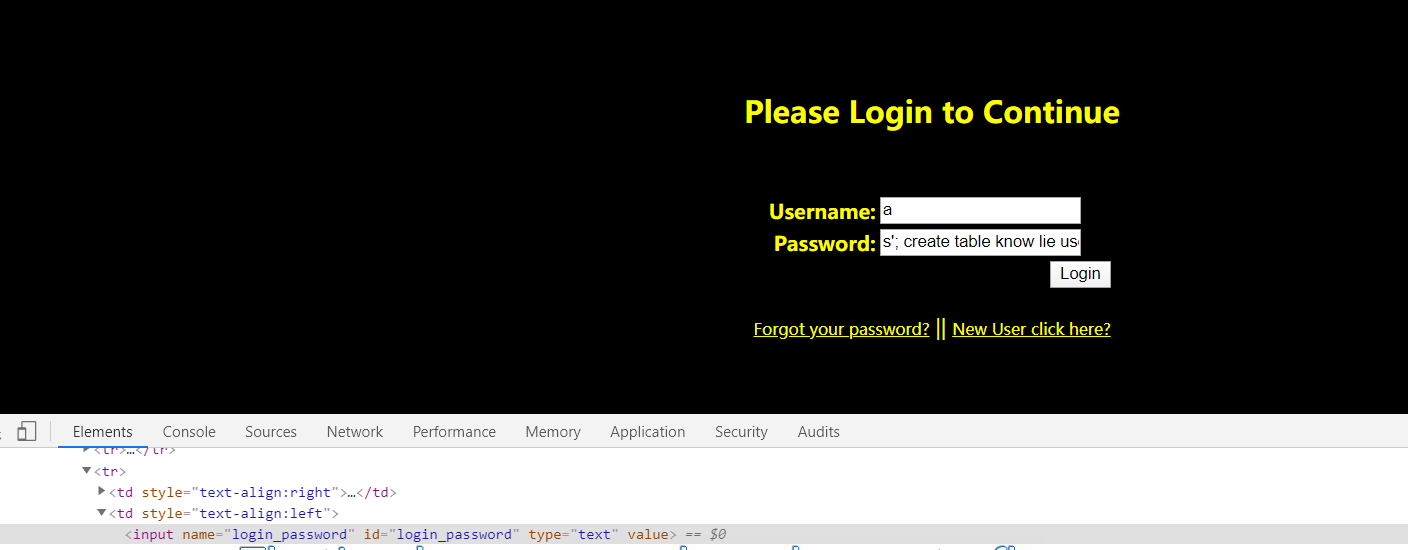 Please Login to Continue
Username: a
Password: s'; create table know lie us
Login
Forgot your password? || New User click here?
Elements Console Sources Network Performance Memory Application Security Audits
<tr>…</tr>
<tr>
<td style="text-align:right">…</td>
<td style="text-align:left">
<input name="login_password" id="login_password" type="text" value> == $0